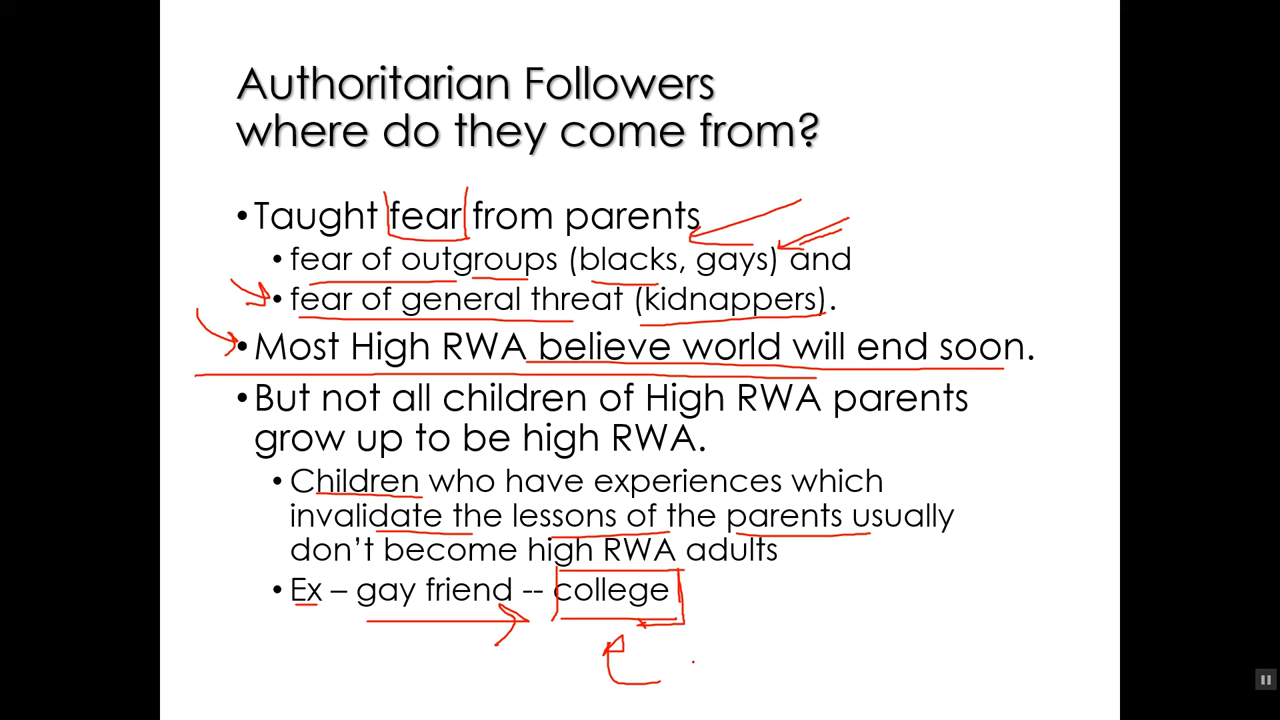 Authoritarian Followers
where do they come from?
• Taught fear from parents
• fear of outgroups (blacks, gays) and
• fear of general threat (kidnappers).
• Most High RWA believe world will end soon.
• But not all children of High RWA parents
grow up to be high RWA.
• Children who have experiences which
invalidate the lessons of the parents usually
don't become high RWA adults
• Ex – gay friend -- college